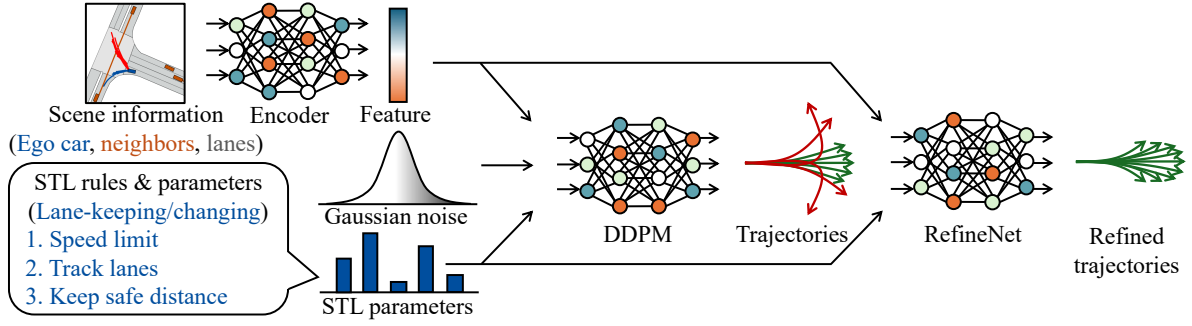 Scene information
(Ego car, neighbors, lanes)
Encoder
Feature
STL rules & parameters
(Lane-keeping/changing)
1. Speed limit
2. Track lanes
3. Keep safe distance
Gaussian noise
STL parameters
DDPM
Trajectories
RefineNet
Refined
trajectories